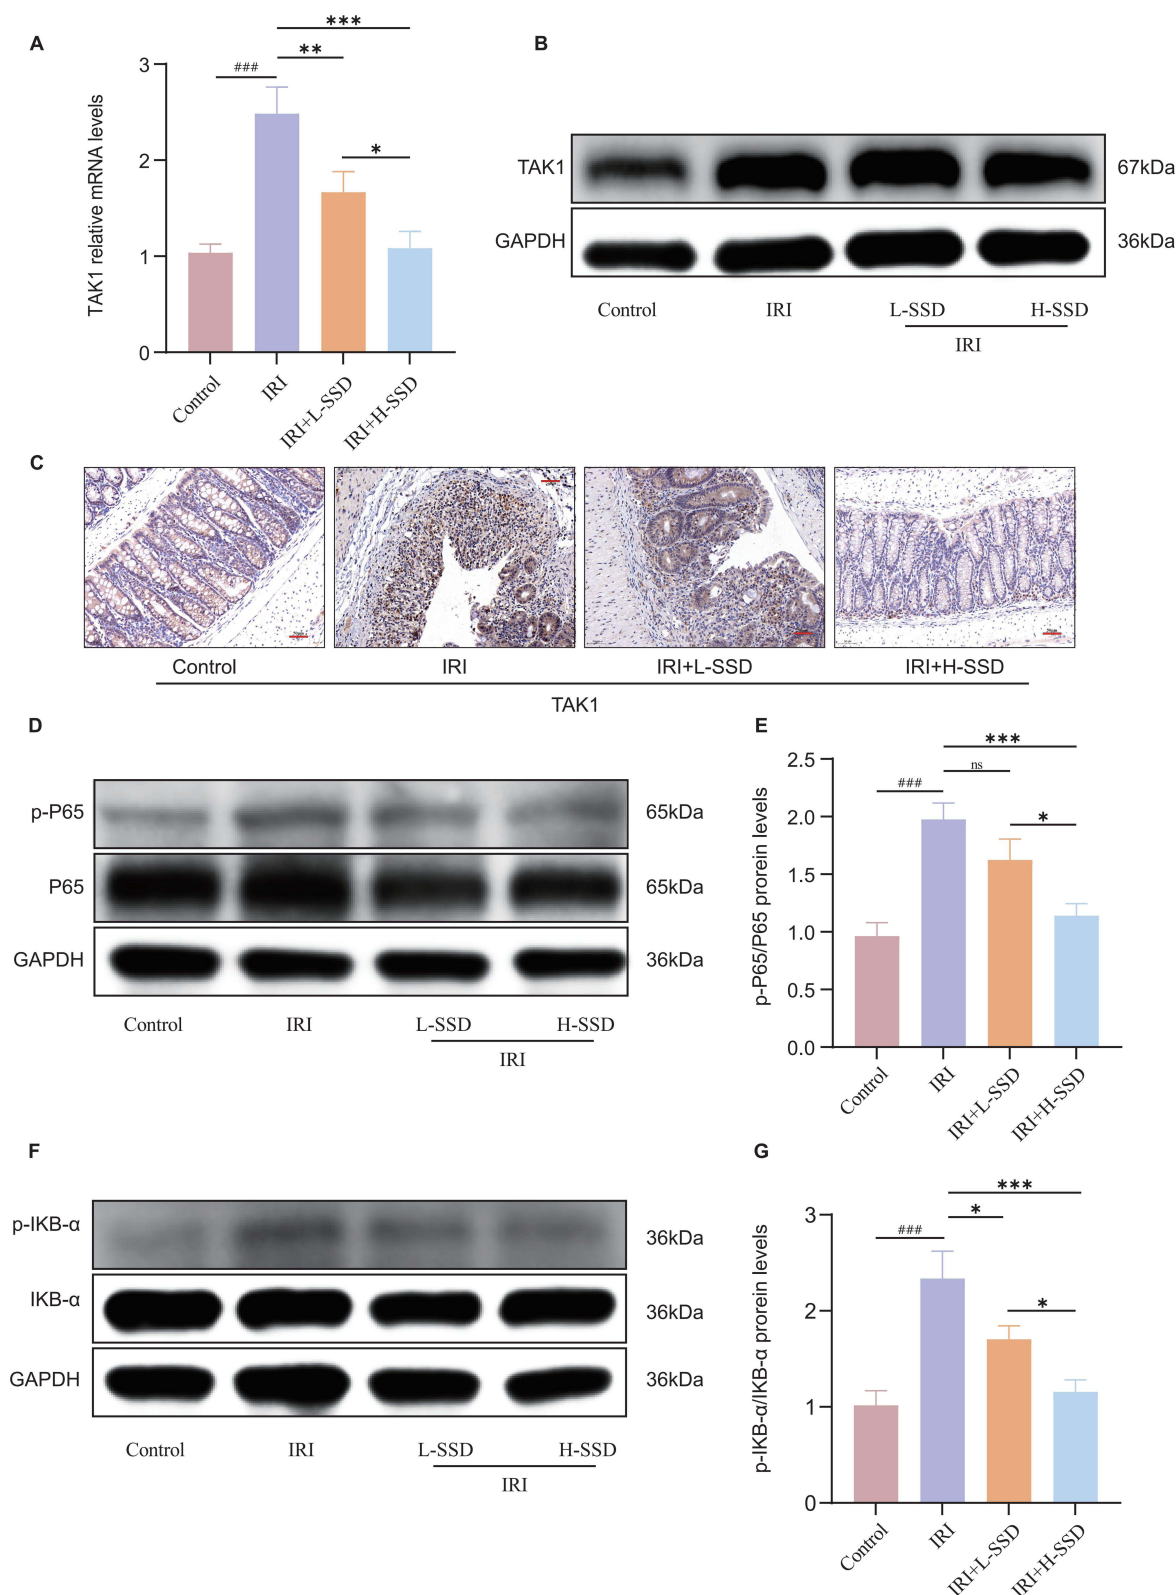 A
TAK1 relative mRNA levels
3
2
1
0
###
**
***
*
Control
IRI
IRI+L-SSD
IRI+H-SSD
B
TAK1
67kDa
GAPDH
36kDa
Control
IRI
L-SSD
H-SSD
IRI
C
Control
IRI
IRI+L-SSD
IRI+H-SSD
TAK1
D
p-P65
65kDa
P65
65kDa
GAPDH
36kDa
Control
IRI
L-SSD
H-SSD
IRI
E
p-P65/P65 prorein levels
2.5
2.0
1.5
1.0
0.5
0.0
###
ns
***
*
Control
IRI
IRI+L-SSD
IRI+H-SSD
F
p-IKB-α
36kDa
IKB-α
36kDa
GAPDH
36kDa
Control
IRI
L-SSD
H-SSD
IRI
G
p-IKB-α/IKB-α prorein levels
3
2
1
0
###
*
***
*
Control
IRI
IRI+L-SSD
IRI+H-SSD